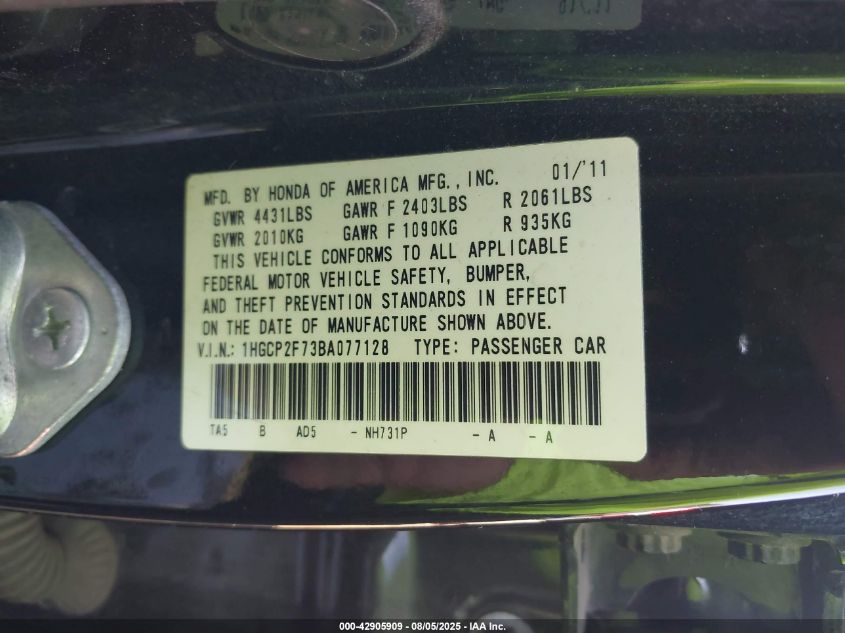 MFD. BY HONDA OF AMERICA MFG., INC. 01/'11
GVWR 4431LBS GAWR F 2403LBS R 2061LBS
GVWR 2010KG GAWR F 1090KG R 935KG
THIS VEHICLE CONFORMS TO ALL APPLICABLE
FEDERAL MOTOR VEHICLE SAFETY, BUMPER,
AND THEFT PREVENTION STANDARDS IN EFFECT
ON THE DATE OF MANUFACTURE SHOWN ABOVE.
V.I.N.: 1HGCP2F73BA077128 TYPE: PASSENGER CAR
TA5 B AD5 - NH731P - A - A
000-42905909 - 08/05/2025 - IAA Inc.